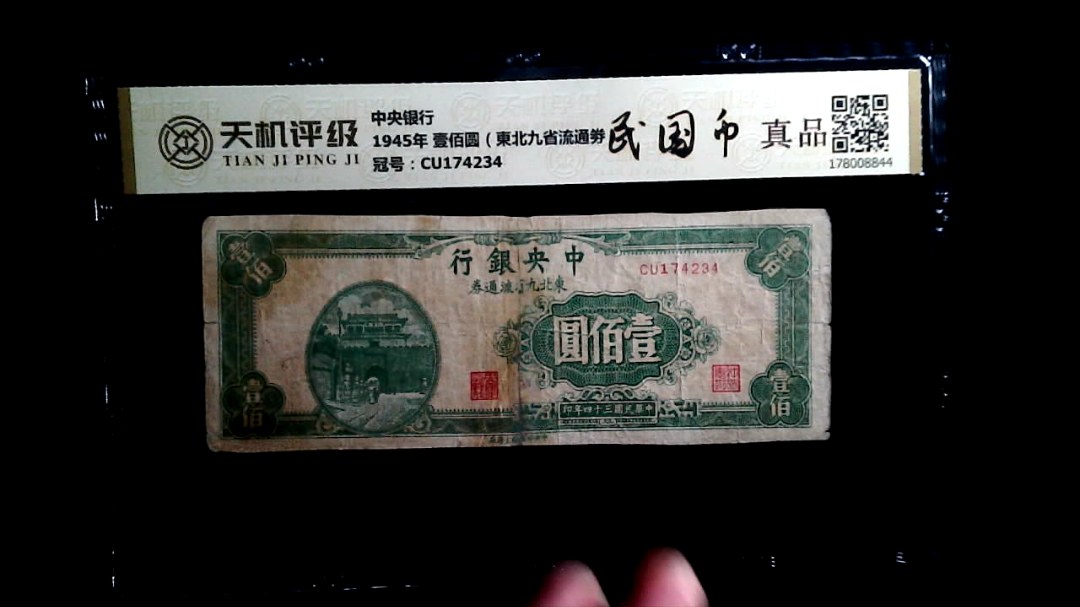 天机评级
TIAN JI PING JI
中央银行
1945年 壹佰圆（東北九省流通券
冠号：CU174234
民国币
真品
178008844
壹佰
壹佰
行銀央中
CU174234
券通流省九北東
圓佰壹
壹佰
壹佰
印年四十三國民華中